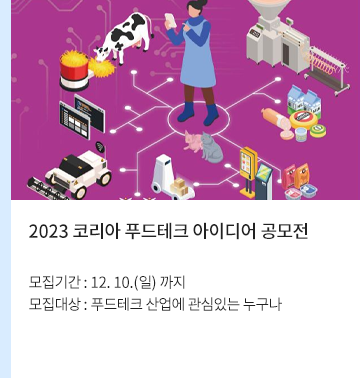 2023 코리아 푸드테크 아이디어 공모전
모집기간 : 12. 10.(일) 까지
모집대상 : 푸드테크 산업에 관심있는 누구나